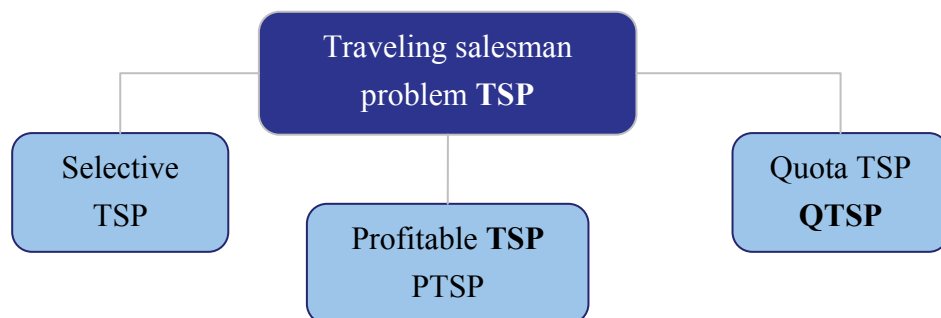 Traveling salesman
problem TSP
Selective
TSP
Profitable TSP
PTSP
Quota TSP
QTSP